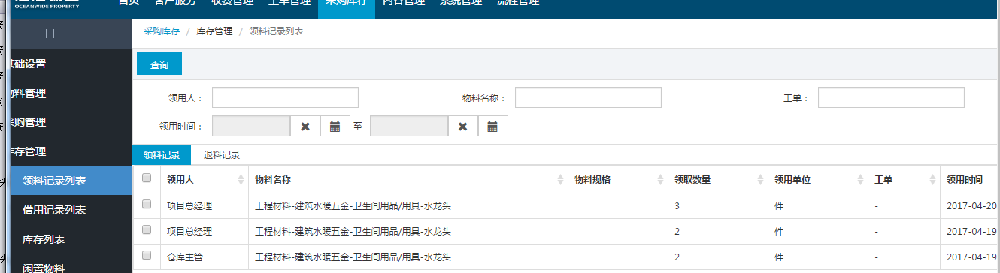 OCEANWIDE PROPERTY
首页 客户服务 收费管理 工单管理 采购库存 内容管理 系统管理 流程管理
采购库存 / 库存管理 / 领料记录列表
查询
基础设置
物料管理
采购管理
库存管理
领料记录列表
借用记录列表
库存列表
闲置物料
领用人：
物料名称：
工单：
领用时间：
至
领料记录 退料记录
领用人 物料名称 物料规格 领取数量 领用单位 工单 领用时间
项目总经理 工程材料-建筑水暖五金-卫生间用品/用具-水龙头 3 件 - 2017-04-20
项目总经理 工程材料-建筑水暖五金-卫生间用品/用具-水龙头 2 件 - 2017-04-19
仓库主管 工程材料-建筑水暖五金-卫生间用品/用具-水龙头 2 件 - 2017-04-19